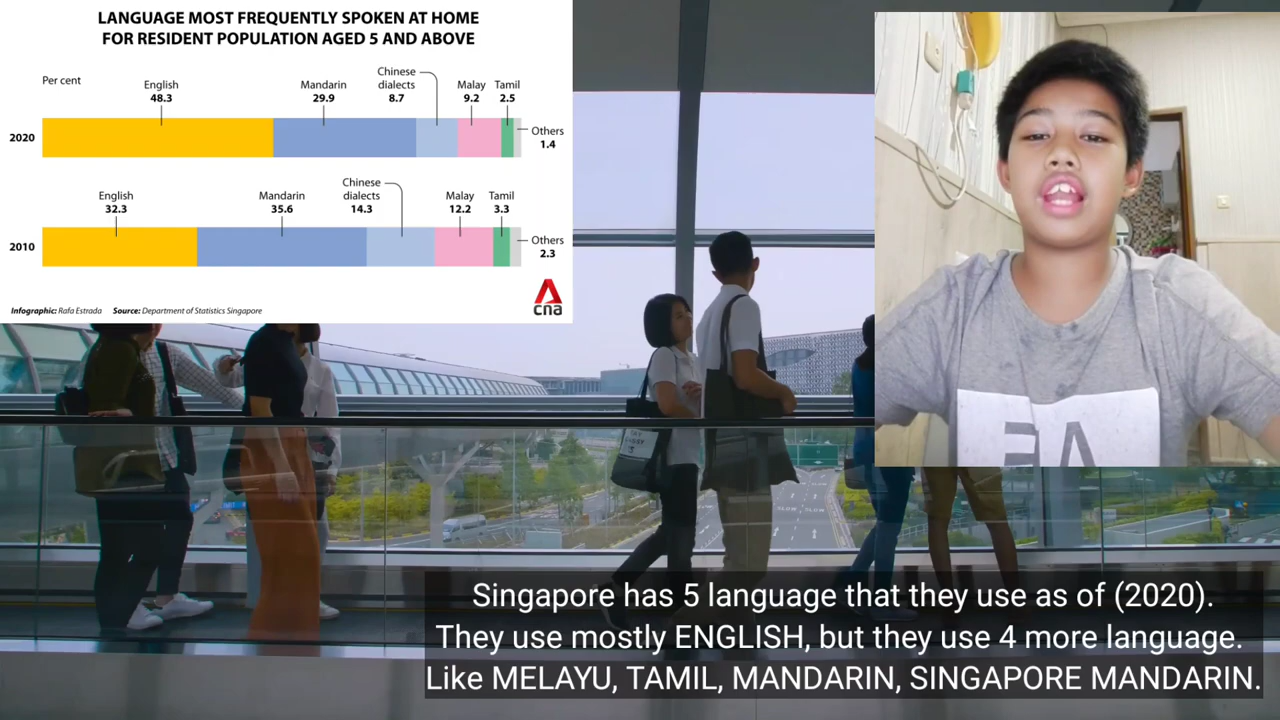 LANGUAGE MOST FREQUENTLY SPOKEN AT HOME
FOR RESIDENT POPULATION AGED 5 AND ABOVE
Per cent
English
48.3
Mandarin
29.9
Chinese
dialects
8.7
Malay
9.2
Tamil
2.5
Others
1.4
2020
English
32.3
Mandarin
35.6
Chinese
dialects
14.3
Malay
12.2
Tamil
3.3
Others
2.3
2010
Infographic: Rafa Estrada Source: Department of Statistics Singapore
cna
Singapore has 5 language that they use as of (2020).
They use mostly ENGLISH, but they use 4 more language.
Like MELAYU, TAMIL, MANDARIN, SINGAPORE MANDARIN.